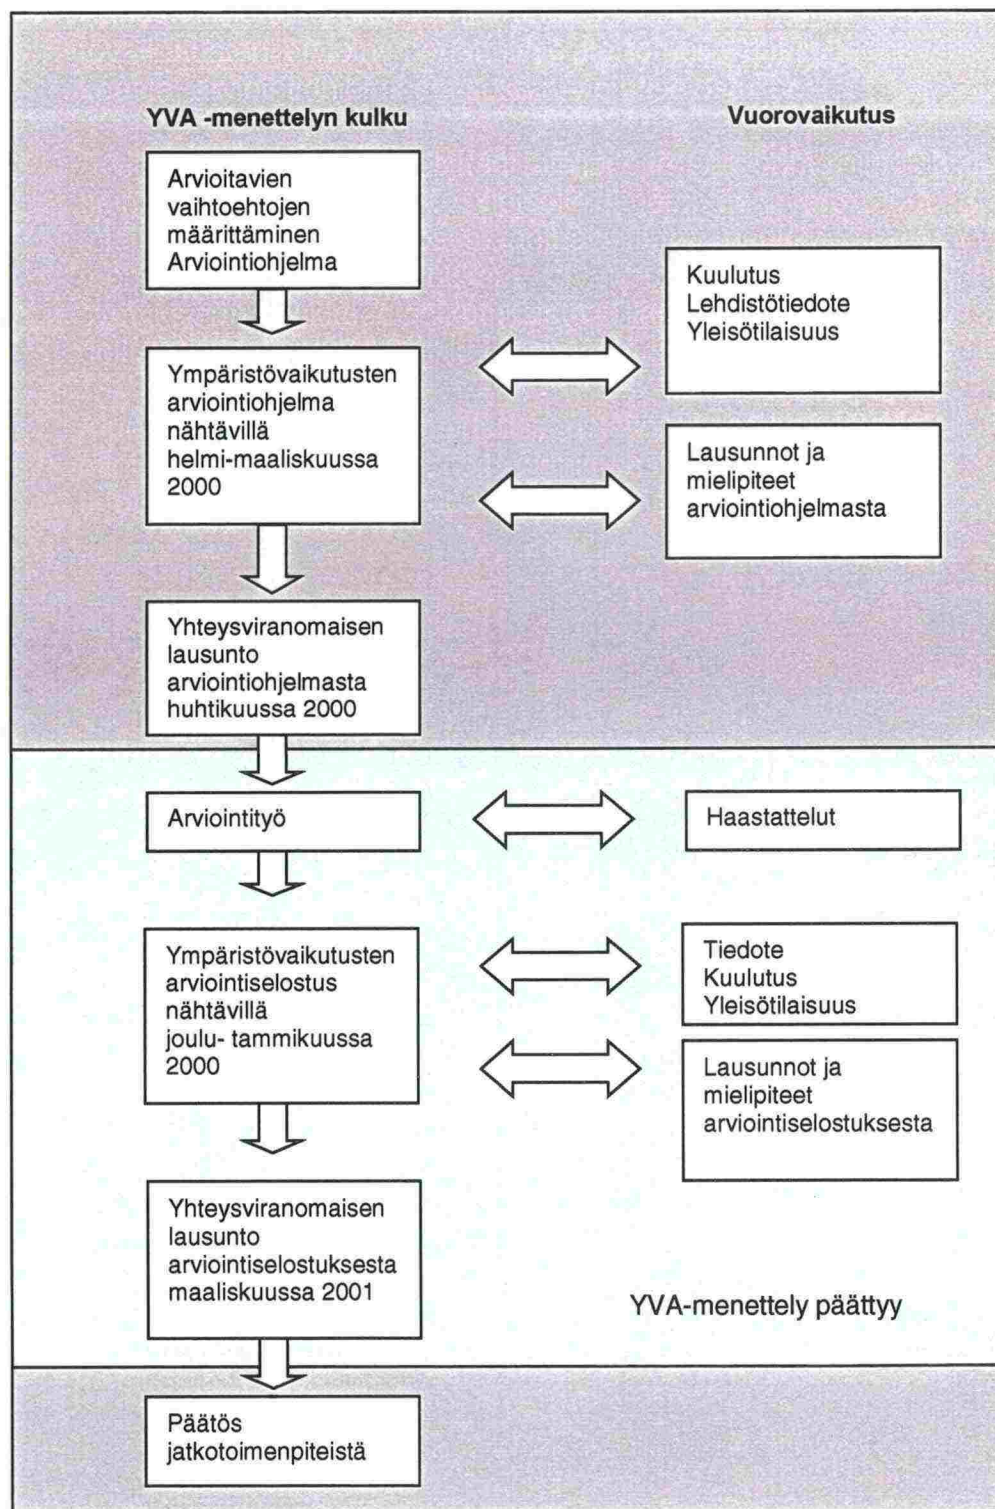 YVA -menettelyn kulku
Vuorovaikutus
Arvioitavien
vaihtoehtojen
määrittäminen
Arviointiohjelma
Kuulutus
Lehdistötiedote
Yleisötilaisuus
Ympäristövaikutusten
arviointiohjelma
nähtävillä
helmi-maaliskuussa
2000
Lausunnot ja
mielipiteet
arviointiohjelmasta
Yhteysviranomaisen
lausunto
arviointiohjelmasta
huhtikuussa 2000
Arviointityö
Haastattelut
Ympäristövaikutusten
arviointiselostus
nähtävillä
joulu- tammikuussa
2000
Tiedote
Kuulutus
Yleisötilaisuus
Lausunnot ja
mielipiteet
arviointiselostuksesta
Yhteysviranomaisen
lausunto
arviointiselostuksesta
maaliskuussa 2001
YVA-menettely päättyy
Päätös
jatkotoimenpiteistä